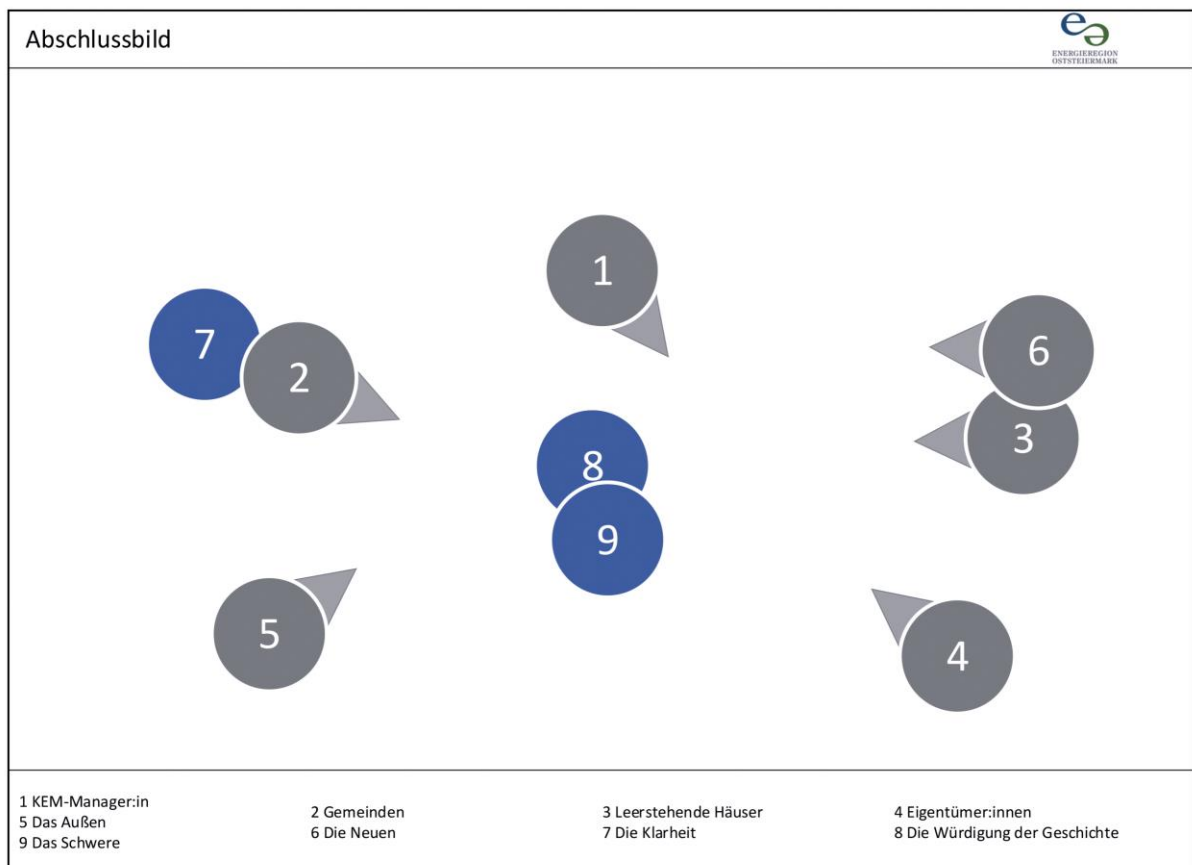 Abschlussbild
ENERGIEREGION
OSTSTEIERMARK
1
7
2
6
3
8
9
5
4
1 KEM-Manager:in
2 Gemeinden
3 Leerstehende Häuser
4 Eigentümer:innen
5 Das Außen
6 Die Neuen
7 Die Klarheit
8 Die Würdigung der Geschichte
9 Das Schwere